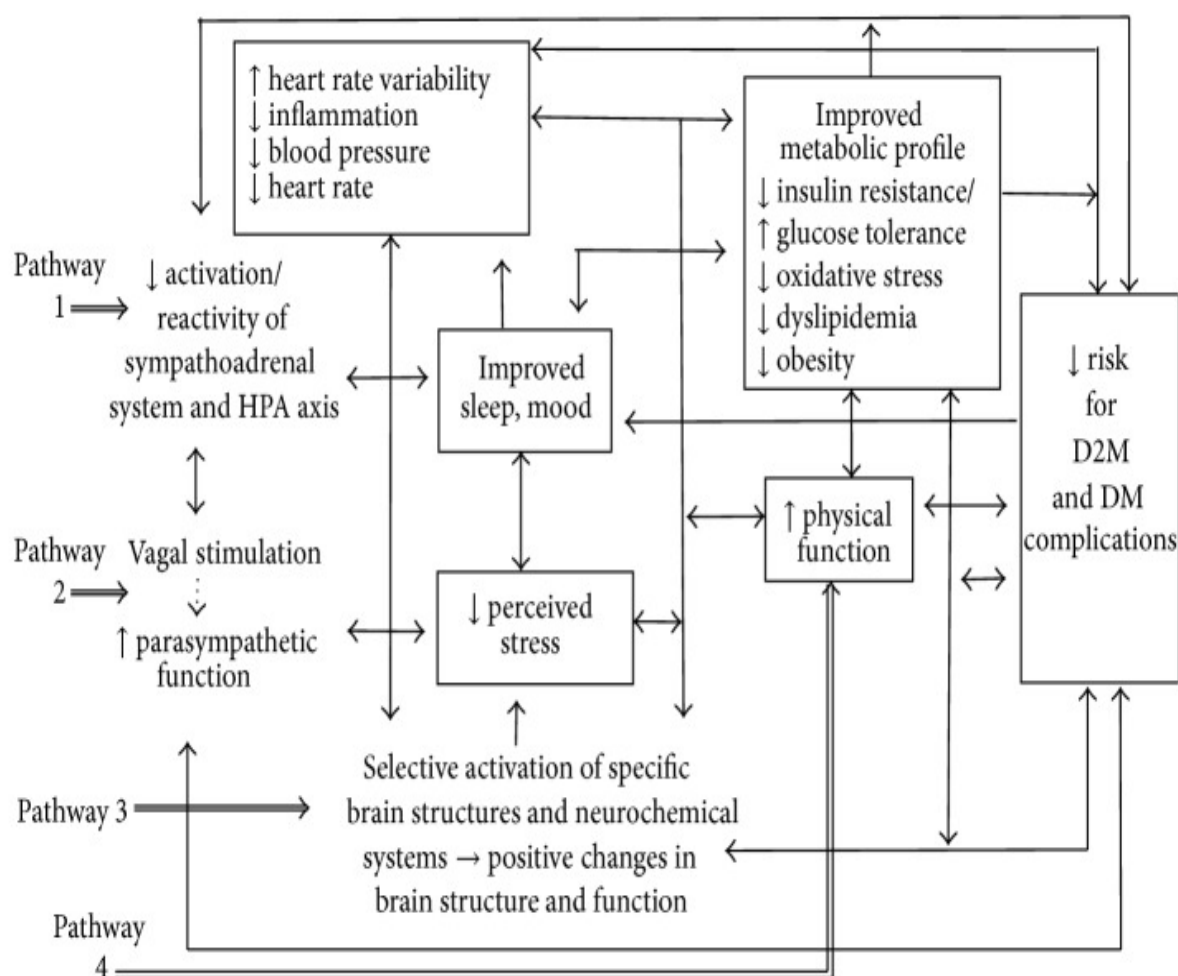 ↑ heart rate variability
↓ inflammation
↓ blood pressure
↓ heart rate
Improved
metabolic profile
↓ insulin resistance/
↑ glucose tolerance
↓ oxidative stress
↓ dyslipidemia
↓ obesity
Pathway
1
↓ activation/
reactivity of
sympathoadrenal
system and HPA axis
Improved
sleep, mood
↓ risk
for
D2M
and DM
complications
↑ physical
function
Pathway
2
Vagal stimulation
↑ parasympathetic
function
↓ perceived
stress
Pathway 3
Selective activation of specific
brain structures and neurochemical
systems → positive changes in
brain structure and function
Pathway
4